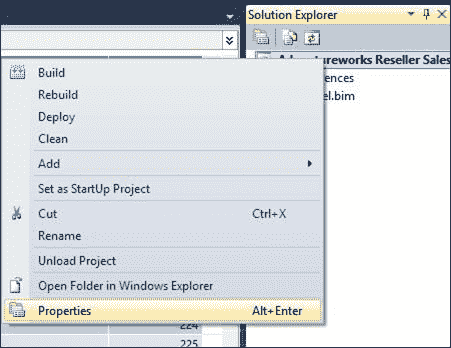 Solution Explorer
Adventureworks Reseller Sales
ences
el.bim
Build
Rebuild
Deploy
Clean
Add
Set as StartUp Project
Cut Ctrl+X
Rename
Unload Project
Open Folder in Windows Explorer
Properties Alt+Enter
224
225